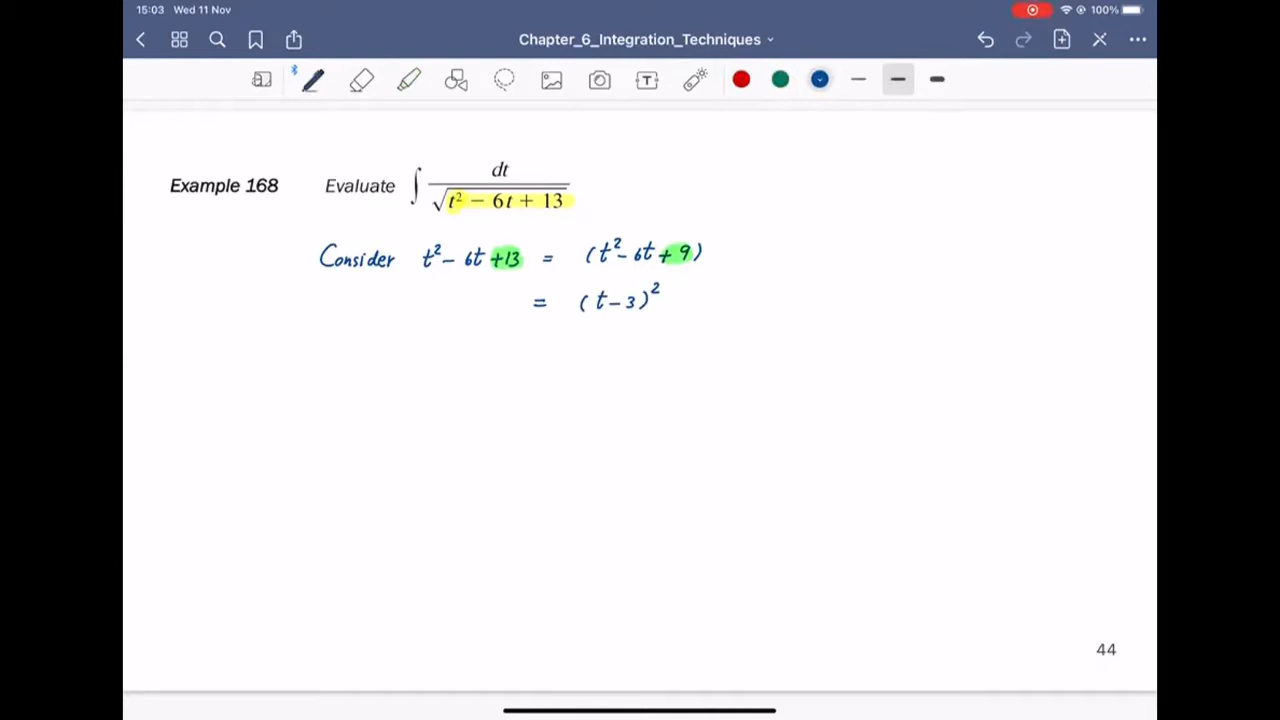 15:03 Wed 11 Nov 100%
Chapter_6_Integration_Techniques
T
Example 168 Evaluate ∫ dt / √(t² − 6t + 13)
Consider t² − 6t + 13 = (t² − 6t + 9)
= (t − 3)²
44